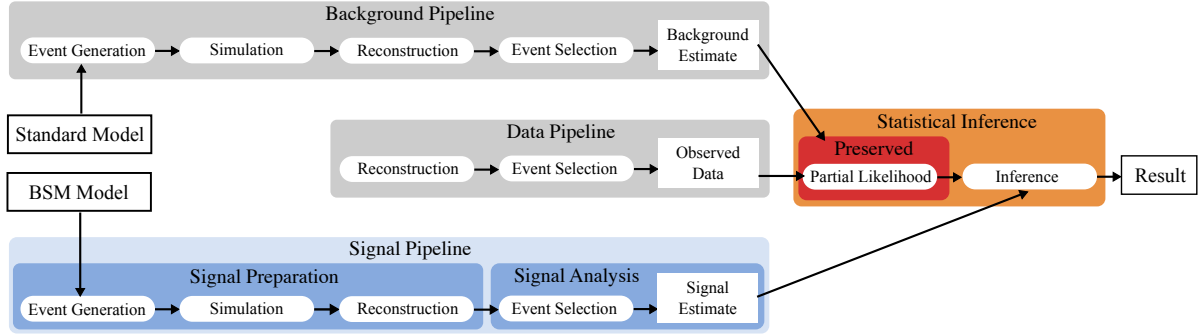 Background Pipeline
Event Generation
Simulation
Reconstruction
Event Selection
Background
Estimate
Standard Model
Data Pipeline
Reconstruction
Event Selection
Observed
Data
Statistical Inference
Preserved
Partial Likelihood
Inference
Result
BSM Model
Signal Pipeline
Signal Preparation
Event Generation
Simulation
Reconstruction
Signal Analysis
Event Selection
Signal
Estimate